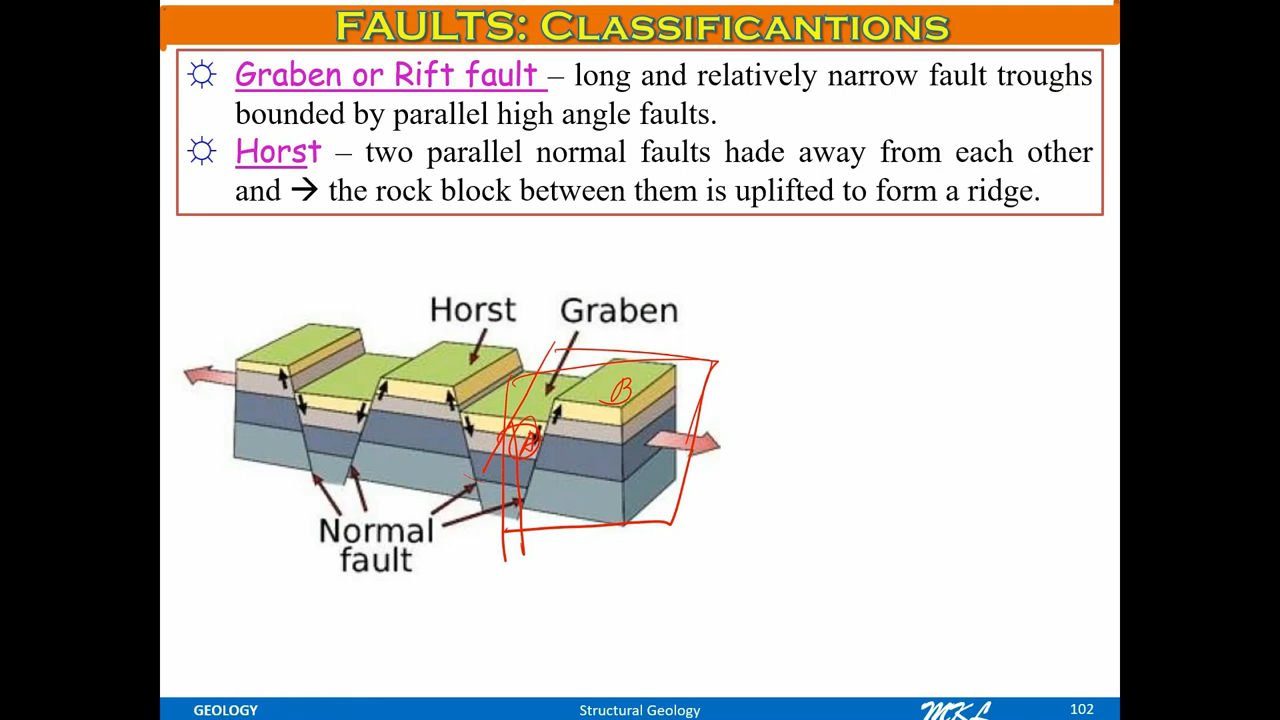 FAULTS: CLASSIFICANTIONS
Graben or Rift fault – long and relatively narrow fault troughs
bounded by parallel high angle faults.
Horst – two parallel normal faults hade away from each other
and → the rock block between them is uplifted to form a ridge.
Horst
Graben
B
Normal
fault
GEOLOGY
Structural Geology
MKL
102